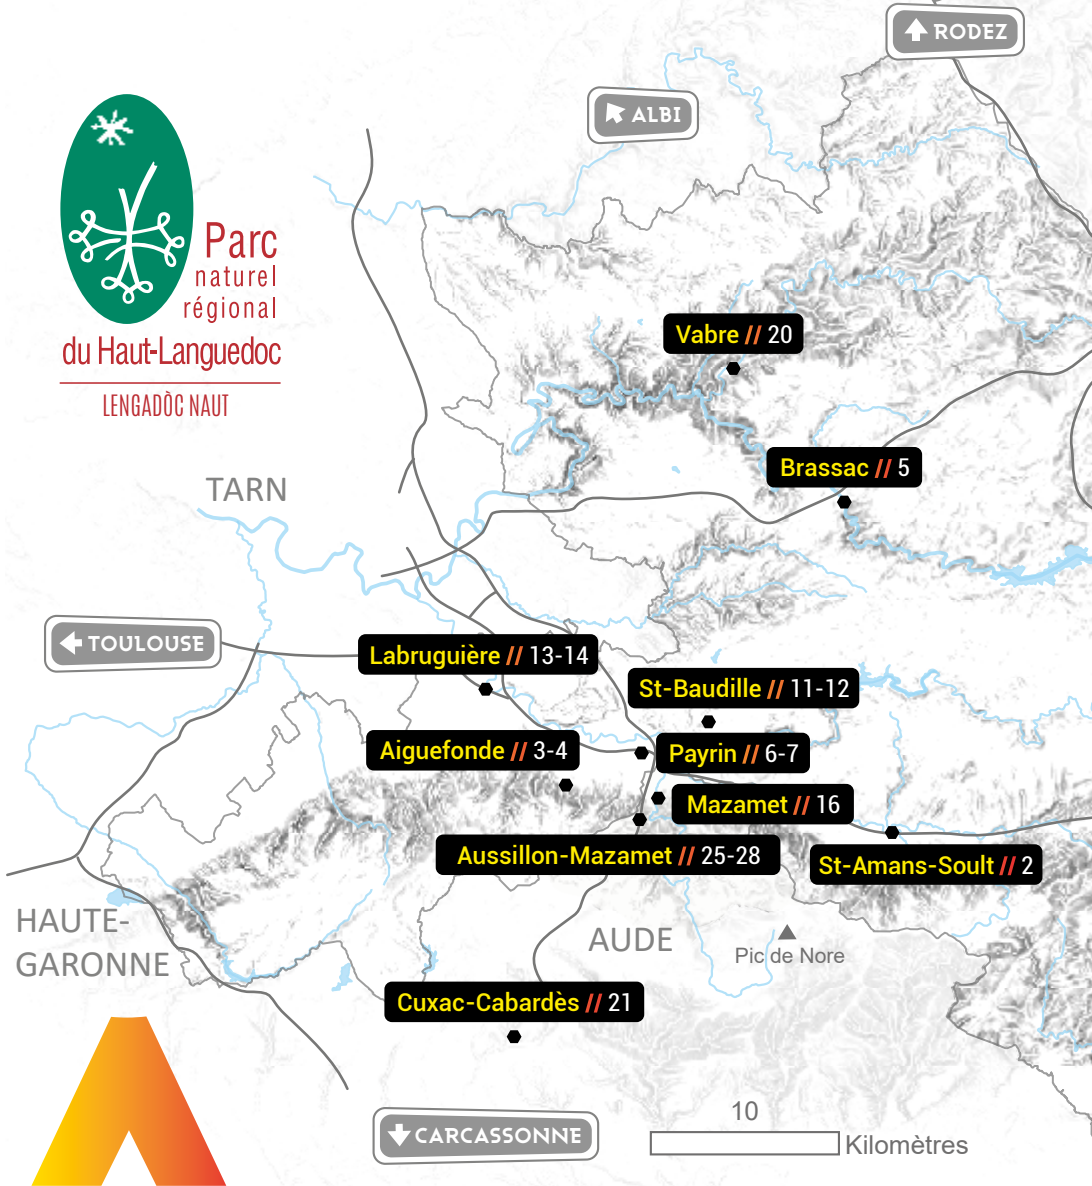 RODEZ
ALBI
Parc
naturel
régional
du Haut-Languedoc
LENGADÒC NAUT
Vabre // 20
Brassac // 5
TARN
TOULOUSE
Labruguière // 13-14
St-Baudille // 11-12
Aiguefonde // 3-4
Payrin // 6-7
Mazamet // 16
Aussillon-Mazamet // 25-28
St-Amans-Soult // 2
HAUTE-
GARONNE
AUDE
Pic de Nore
Cuxac-Cabardès // 21
CARCASSONNE
10
Kilomètres